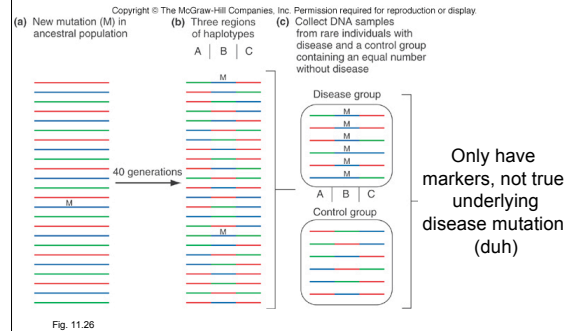 Copyright © The McGraw-Hill Companies, Inc. Permission required for reproduction or display.
(a) New mutation (M) in
ancestral population
(b) Three regions
of haplotypes
A | B | C
(c) Collect DNA samples
from rare individuals with
disease and a control group
containing an equal number
without disease
M
40 generations
M
M
Disease group
M
M
M
M
M
M
A | B | C
Control group
Only have
markers, not true
underlying
disease mutation
(duh)
Fig. 11.26